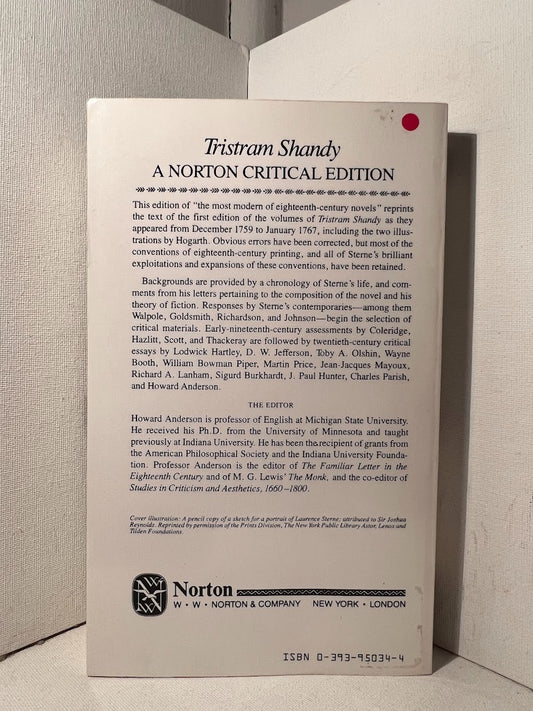 Tristram Shandy
A NORTON CRITICAL EDITION
This edition of "the most modern of eighteenth-century novels" reprints
the text of the first edition of the volumes of Tristram Shandy as they
appeared from December 1759 to January 1767, including the two illus-
trations by Hogarth. Obvious errors have been corrected, but most of the
conventions of eighteenth-century printing, and all of Sterne's brilliant
exploitations and expansions of these conventions, have been retained.
Backgrounds are provided by a chronology of Sterne's life, and com-
ments from his letters pertaining to the composition of the novel and his
theory of fiction. Responses by Sterne's contemporaries—among them
Walpole, Goldsmith, Richardson, and Johnson—begin the selection of
critical materials. Early-nineteenth-century assessments by Coleridge,
Hazlitt, Scott, and Thackeray are followed by twentieth-century critical
essays by Lodwick Hartley, D. W. Jefferson, Toby A. Olshin, Wayne
Booth, William Bowman Piper, Martin Price, Jean-Jacques Mayoux,
Richard A. Lanham, Sigurd Burkhardt, J. Paul Hunter, Charles Parish,
and Howard Anderson.
THE EDITOR
Howard Anderson is professor of English at Michigan State University.
He received his Ph.D. from the University of Minnesota and taught
previously at Indiana University. He has been the recipient of grants from
the American Philosophical Society and the Indiana University Founda-
tion. Professor Anderson is the editor of The Familiar Letter in the
Eighteenth Century and of M. G. Lewis' The Monk, and the co-editor of
Studies in Criticism and Aesthetics, 1660–1800.
Cover illustration: A pencil copy of a sketch for a portrait of Laurence Sterne; attributed to Sir Joshua
Reynolds. Reprinted by permission of the Prints Division, The New York Public Library Astor, Lenox and
Tilden Foundations.
Norton
W • W • NORTON & COMPANY NEW YORK • LONDON
ISBN 0-393-95034-4